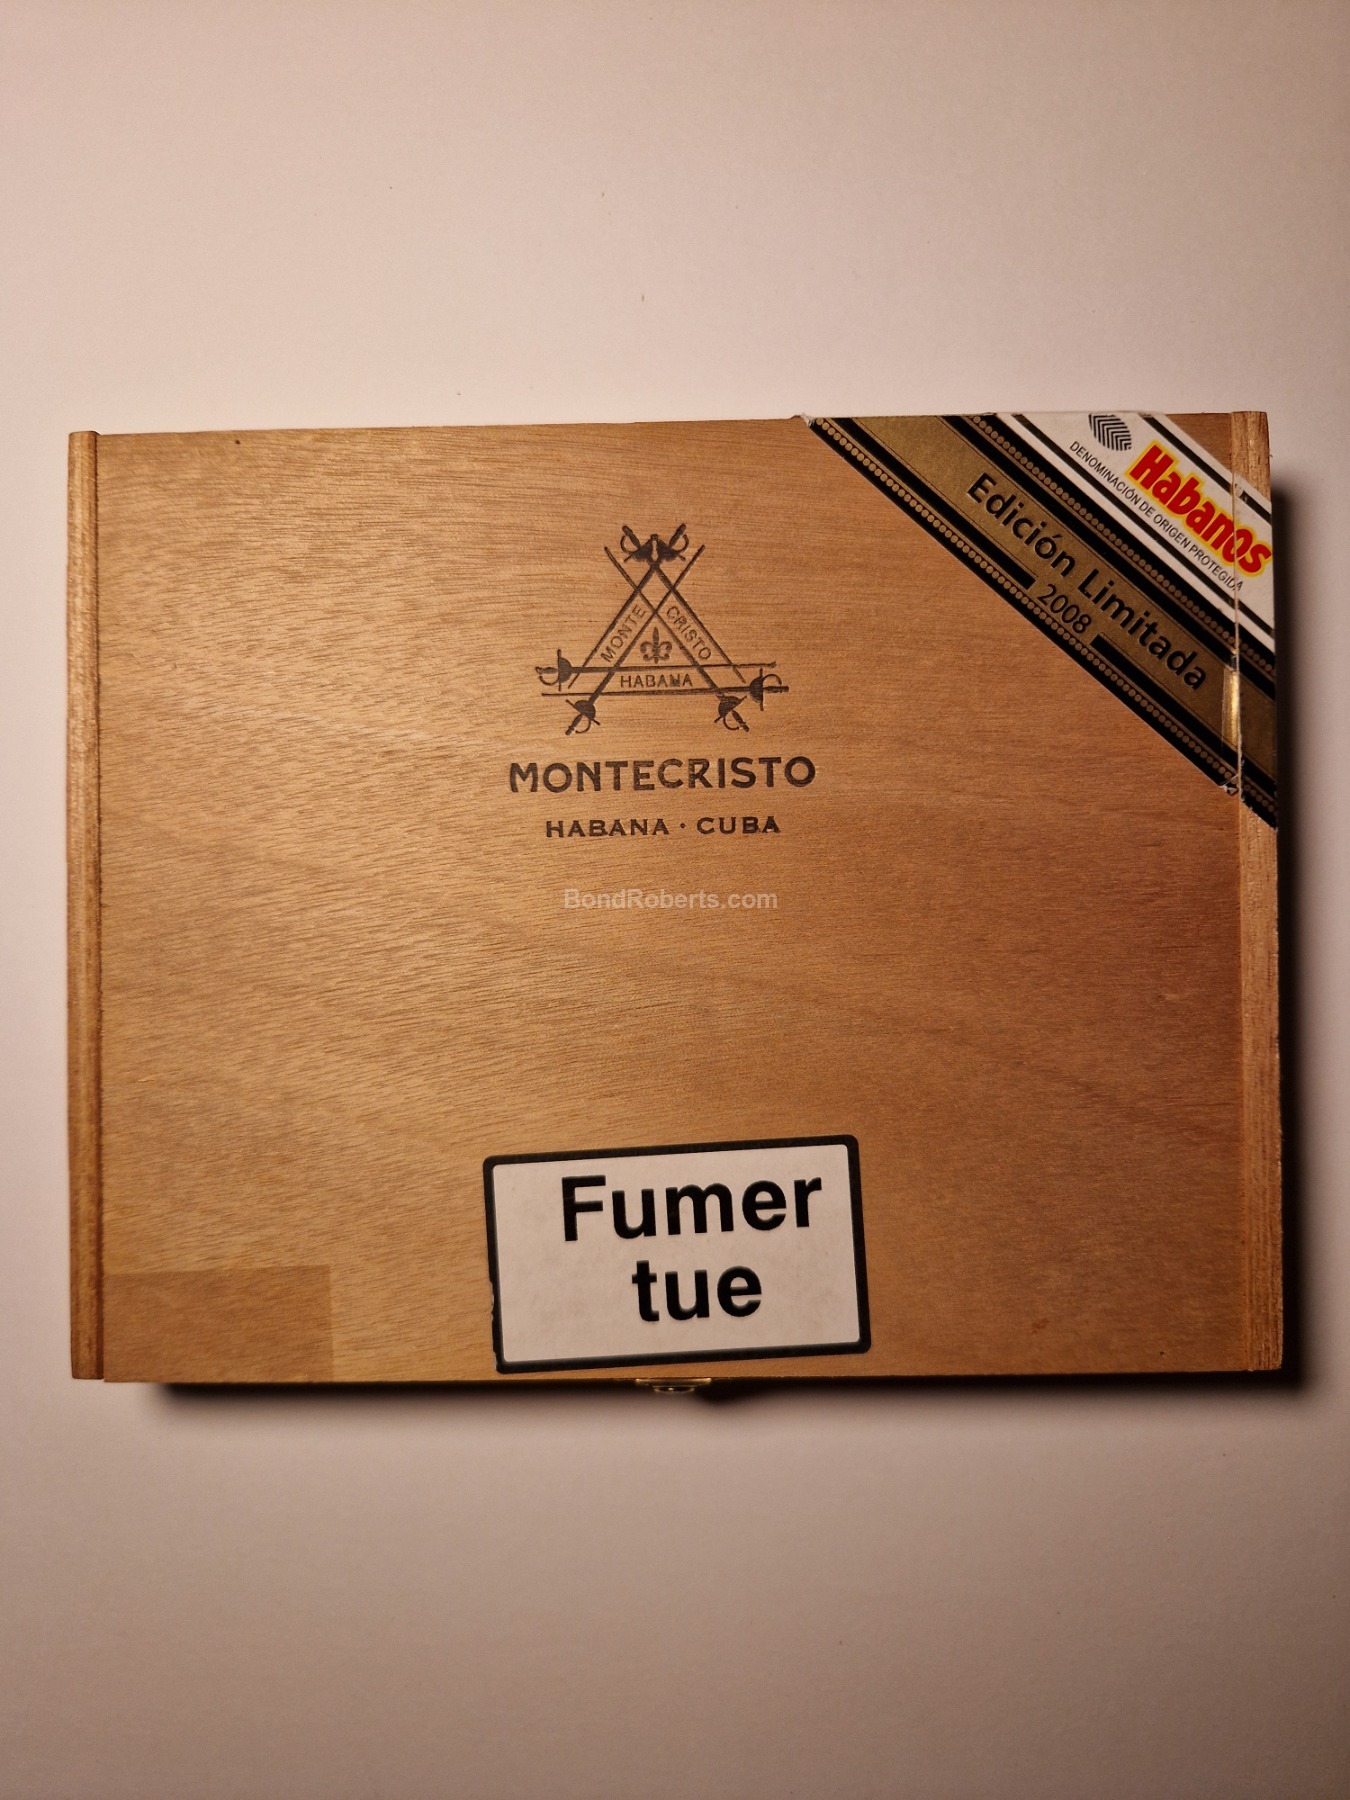 Habanos
DENOMINACIÓN DE ORIGEN PROTEGIDA
Edición Limitada
2008
MONTE
CRISTO
HABANA
MONTECRISTO
HABANA · CUBA
BondRoberts.com
Fumer
tue